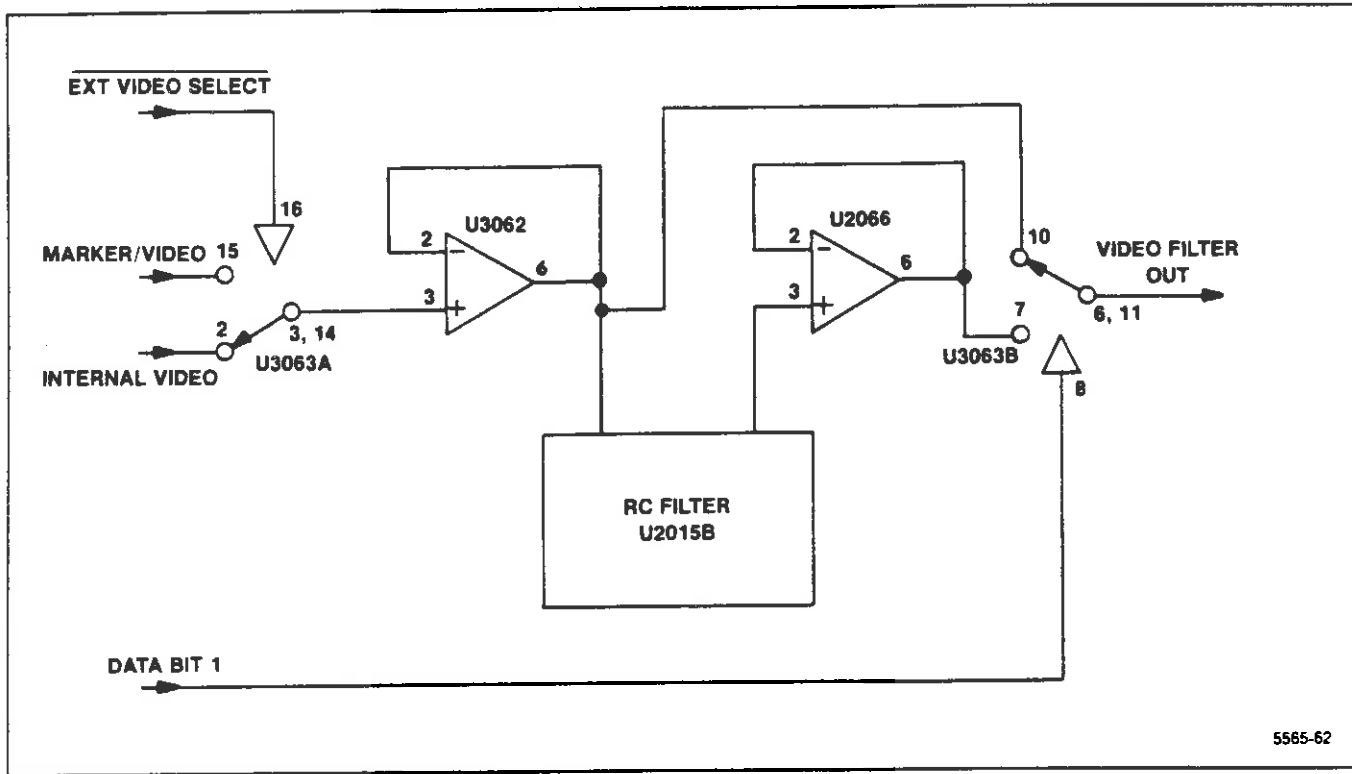 EXT VIDEO SELECT
16
MARKER/VIDEO 15
2
3, 14
U3063A
INTERNAL VIDEO
U3062
2
3
6
-
+
U2066
2
3
6
-
+
10
VIDEO FILTER
OUT
7
6, 11
U3063B
8
RC FILTER
U2015B
DATA BIT 1
5565-62